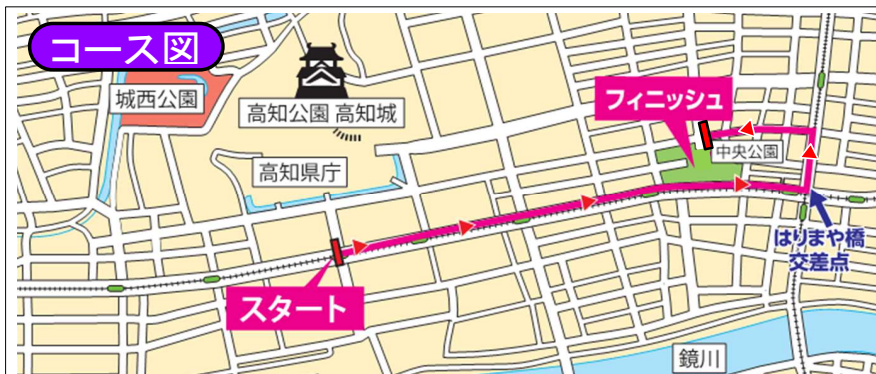 コース図
城西公園
高知公園 高知城
高知県庁
フィニッシュ
中央公園
はりまや橋
交差点
スタート
鏡川